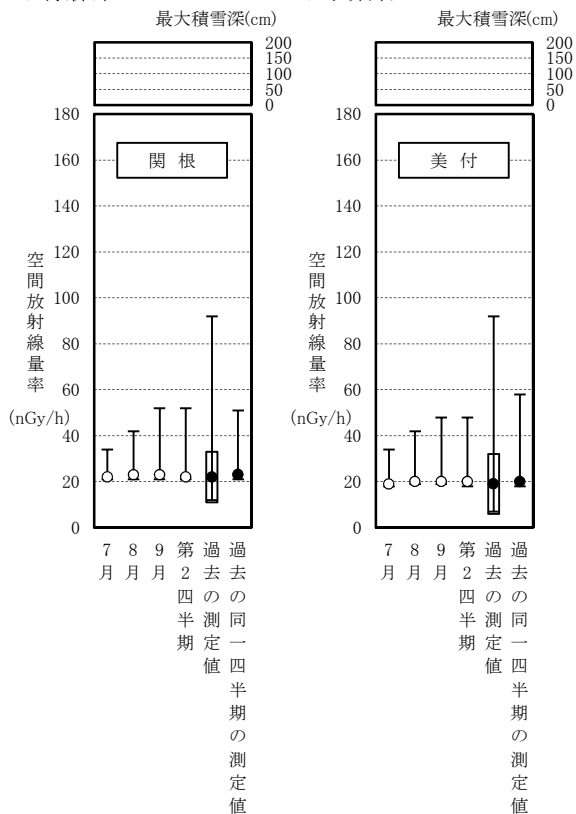 最大積雪深(cm)
200
150
100
50
0
180
160
140
120
100
80
60
40
20
0
関根
空間放射線量率
(nGy/h)
7月
8月
9月
第2四半期
過去の測定値
過去の同一四半期の測定値
最大積雪深(cm)
200
150
100
50
0
180
160
140
120
100
80
60
40
20
0
美付
空間放射線量率
(nGy/h)
7月
8月
9月
第2四半期
過去の測定値
過去の同一四半期の測定値